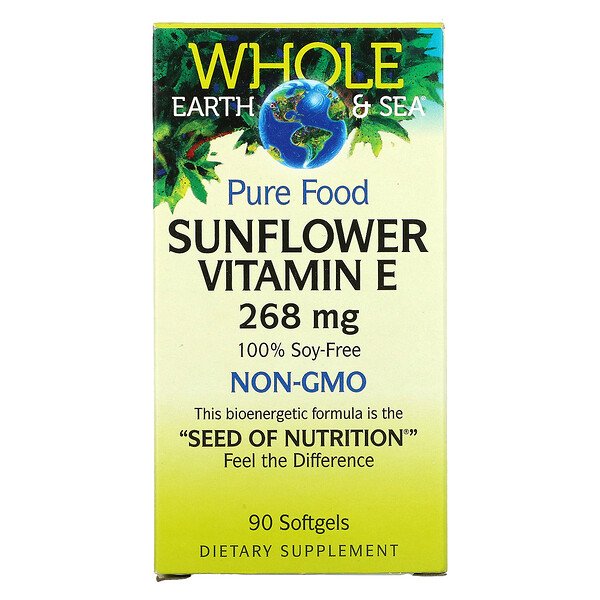 WHOLE
EARTH & SEA®
Pure Food
SUNFLOWER
VITAMIN E
268 mg
100% Soy-Free
NON-GMO
This bioenergetic formula is the
“SEED OF NUTRITION®”
Feel the Difference
90 Softgels
DIETARY SUPPLEMENT